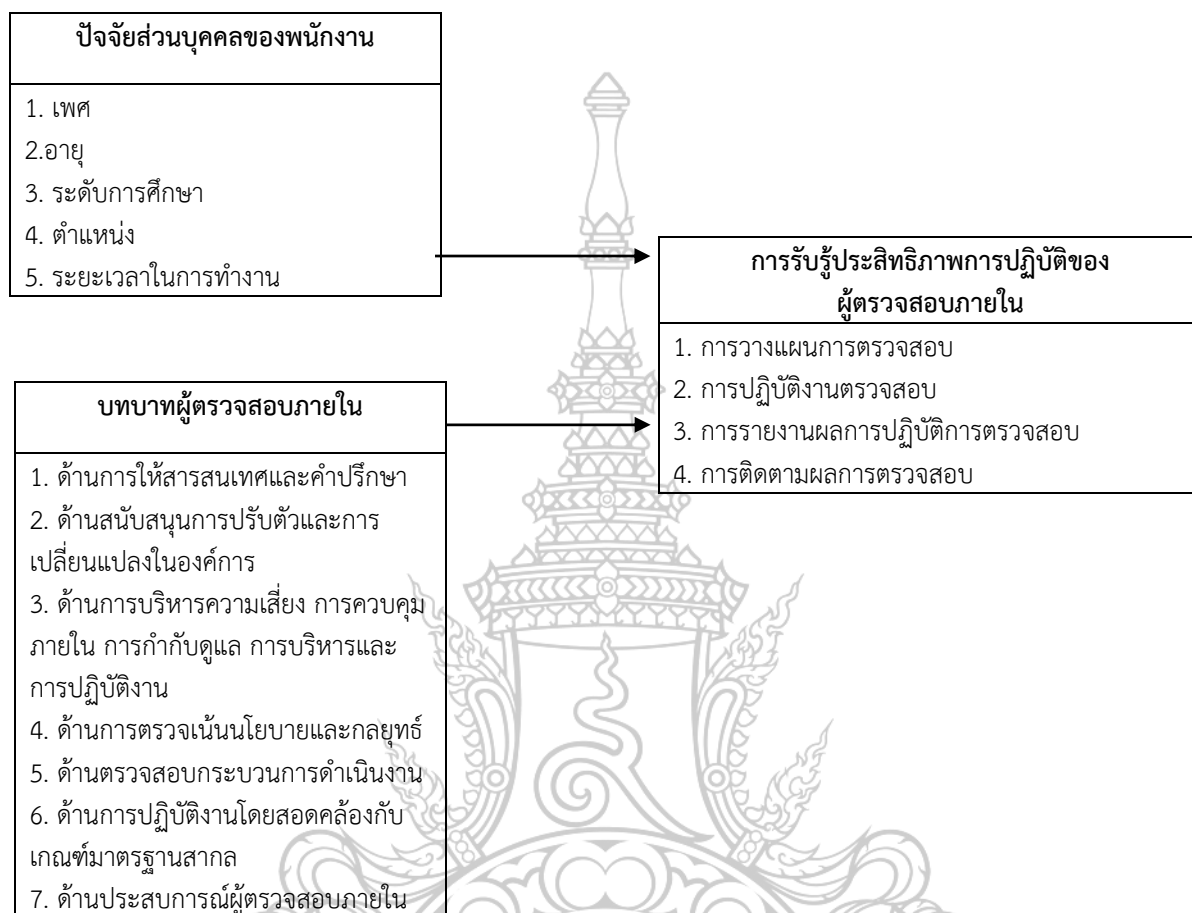 ปัจจัยส่วนบุคคลของพนักงาน
1. เพศ
2.อายุ
3. ระดับการศึกษา
4. ตำแหน่ง
5. ระยะเวลาในการทำงาน
การรับรู้ประสิทธิภาพการปฏิบัติของ
ผู้ตรวจสอบภายใน
1. การวางแผนการตรวจสอบ
2. การปฏิบัติงานตรวจสอบ
3. การรายงานผลการปฏิบัติการตรวจสอบ
4. การติดตามผลการตรวจสอบ
บทบาทผู้ตรวจสอบภายใน
1. ด้านการให้สารสนเทศและคำปรึกษา
2. ด้านสนับสนุนการปรับตัวและการ
เปลี่ยนแปลงในองค์การ
3. ด้านการบริหารความเสี่ยง การควบคุม
ภายใน การกำกับดูแล การบริหารและ
การปฏิบัติงาน
4. ด้านการตรวจเน้นนโยบายและกลยุทธ์
5. ด้านตรวจสอบกระบวนการดำเนินงาน
6. ด้านการปฏิบัติงานโดยสอดคล้องกับ
เกณฑ์มาตรฐานสากล
7. ด้านประสบการณ์ผู้ตรวจสอบภายใน